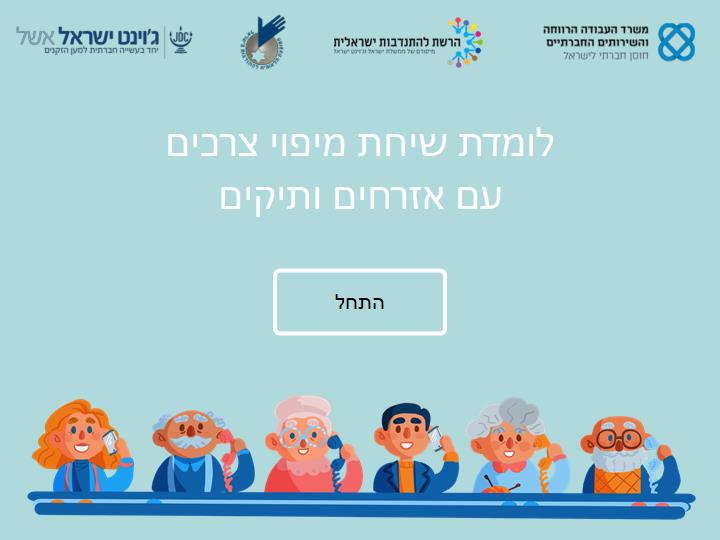 משרד העבודה הרווחה
והשירותים החברתיים
חוסן חברתי לישראל
הרשת להתנדבות ישראלית
מיסודם של ממשלת ישראל וג'וינט ישראל
JDC
ג'וינט ישראל אשל
יחד בעשייה חברתית למען הזקנים
לומדת שיחת מיפוי צרכים
עם אזרחים ותיקים
התחל